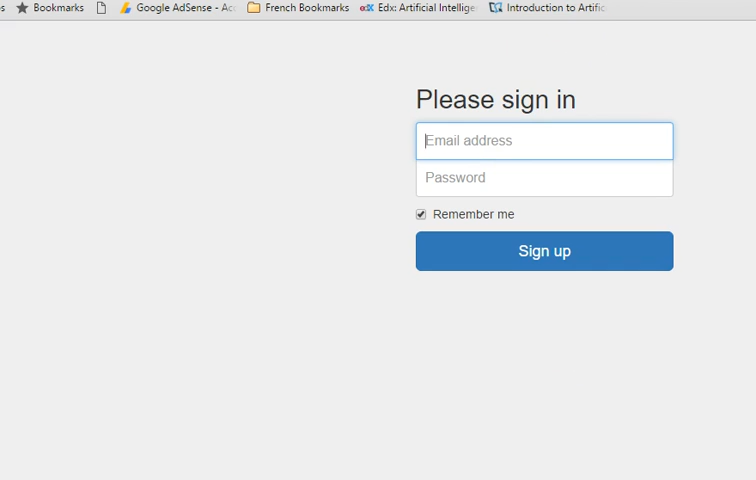 Bookmarks Google AdSense - Ac French Bookmarks edX Edx: Artificial Intellige Introduction to Artific
Please sign in
Email address
Password
Remember me
Sign up